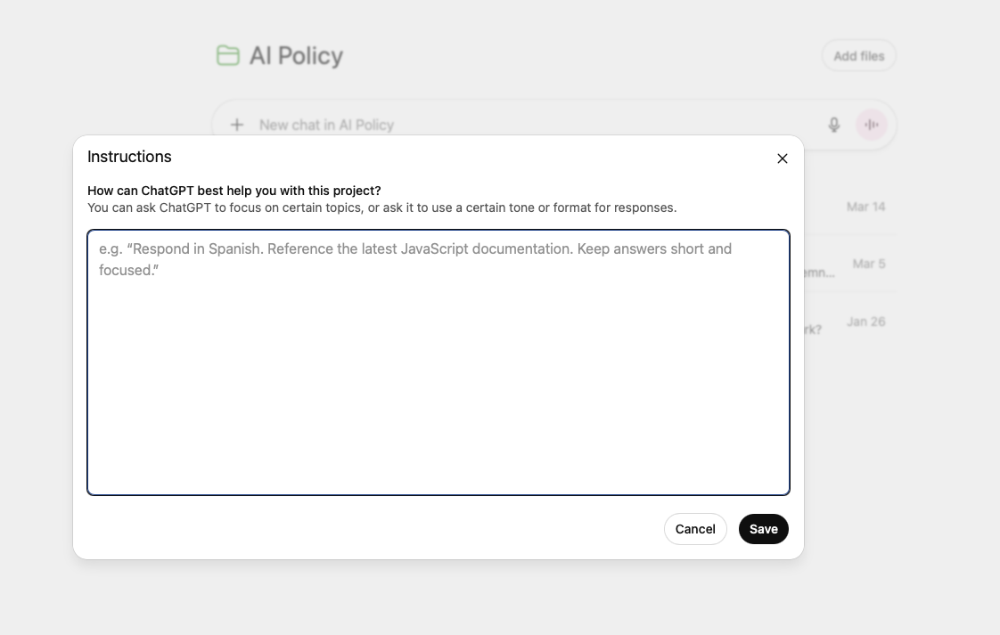 AI Policy
Add files
New chat in AI Policy
Instructions
How can ChatGPT best help you with this project?
You can ask ChatGPT to focus on certain topics, or ask it to use a certain tone or format for responses.
e.g. “Respond in Spanish. Reference the latest JavaScript documentation. Keep answers short and
focused.”
Mar 14
Mar 5
Jan 26
Cancel
Save